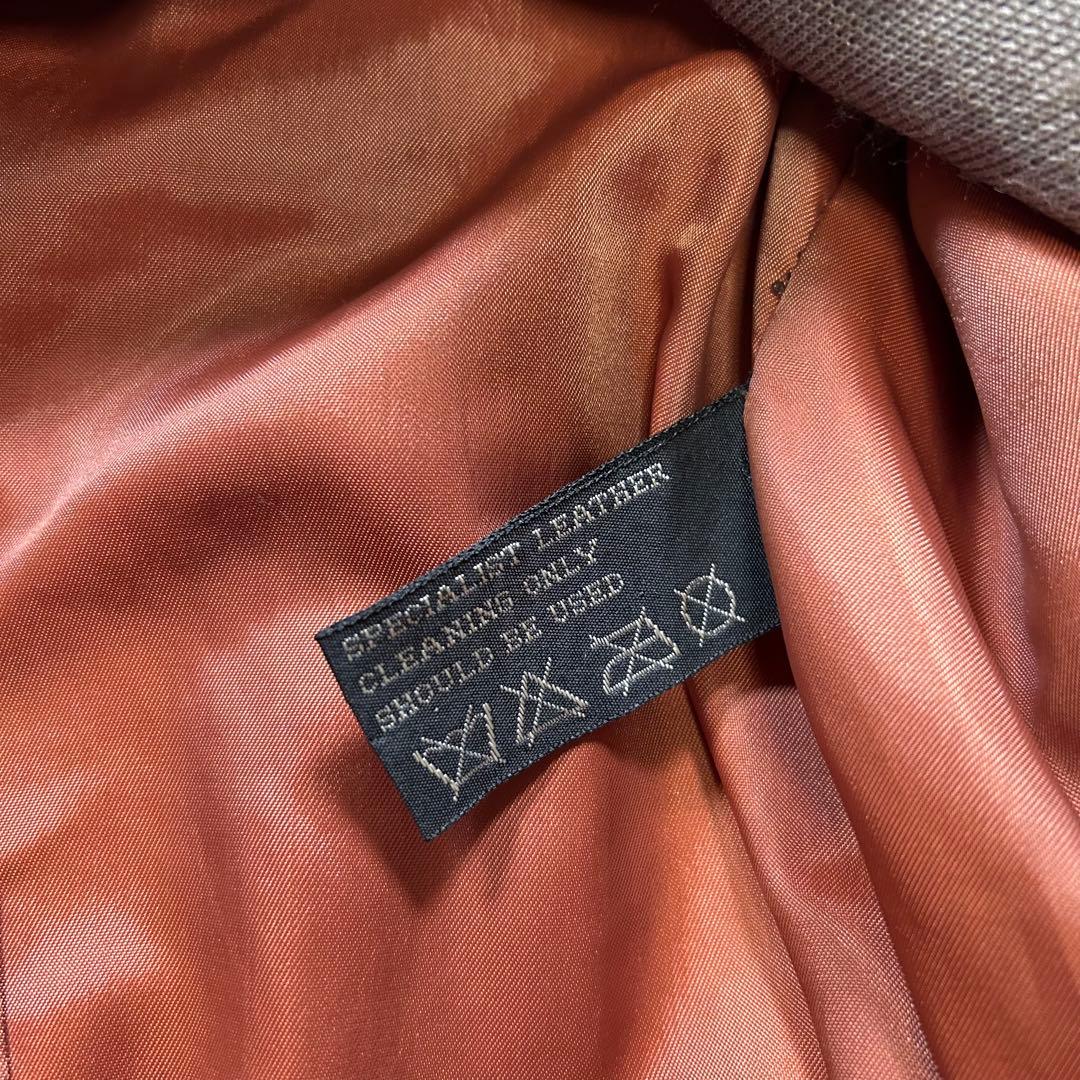 SPECIALIST LEATHER
CLEANING ONLY
SHOULD BE USED